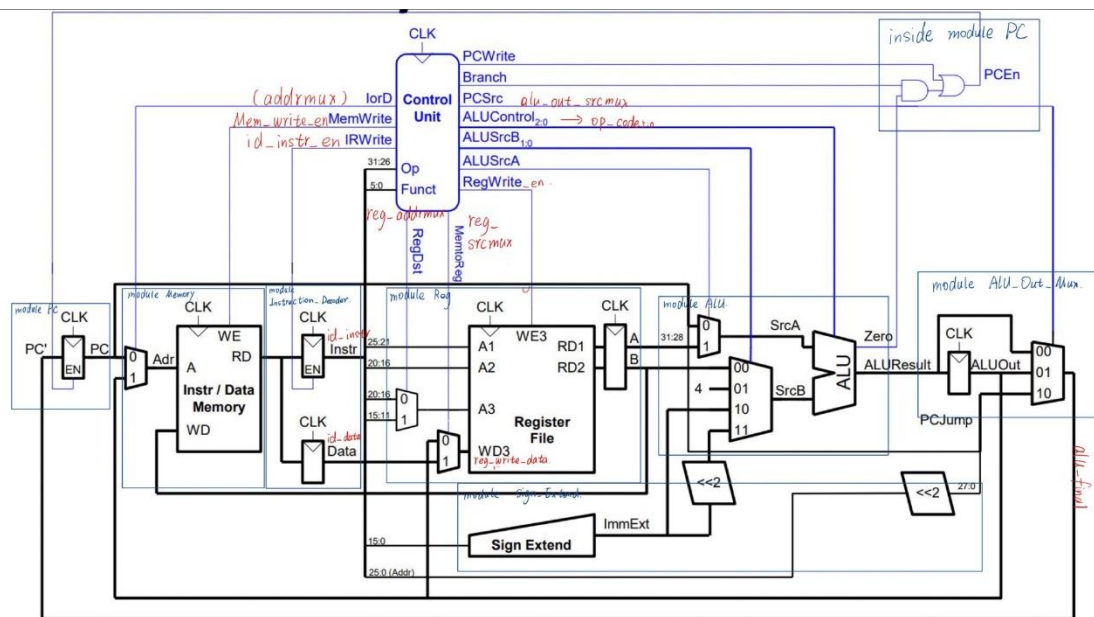 CLK
inside module PC
PCWrite
Branch
PCEn
(addrmux) IorD
Control Unit
PCSrc alu_out_srcmux
Mem_write_en MemWrite
ALUControl2:0 → op_code1:0
id_instr_en IRWrite
ALUSrcB1:0
31:26 Op
ALUSrcA
5:0 Funct
RegWrite_en.
reg_addrmux
RegDst
MemtoReg
reg_srcmux
module PC
module Memory
module Instruction_Decoder
module Reg
module ALU.
module ALU_Out_Mux.
CLK
CLK
CLK
CLK
CLK
CLK
PC'
PC
EN
0
1
Adr
WE
A
RD
Instr / Data Memory
WD
id_instr
Instr
EN
id_data
CLK
Data
25:21
20:16
20:16
15:11
0
1
A1
A2
A3
WD3
WE3
RD1
RD2
Register File
0
1
reg_write_data.
A
B
31:28
0
1
SrcA
00
01
10
11
4
SrcB
ALU
Zero
ALUResult
ALUOut
00
01
10
PCJump
alu_final
<<2
<<2
27:0
module Sign_Extend.
ImmExt
15:0
Sign Extend
25:0 (Addr)